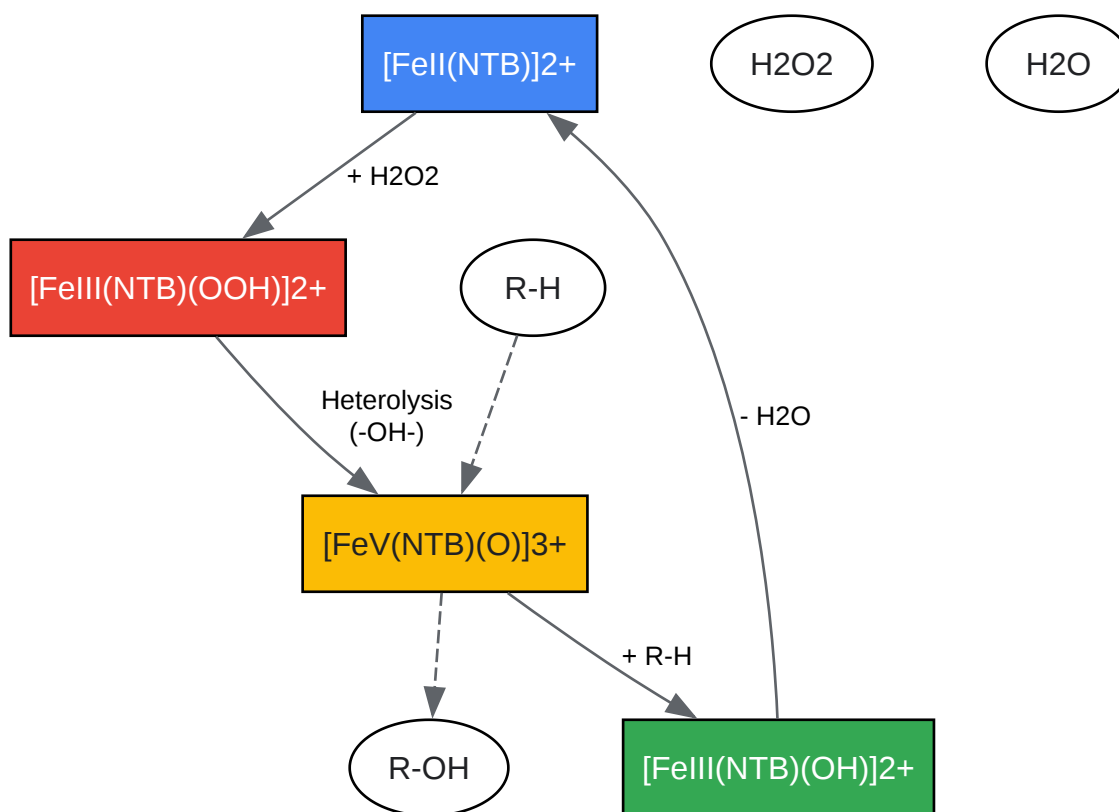 [FeII(NTB)]2+
H2O2
H2O
+ H2O2
[FeIII(NTB)(OOH)]2+
R-H
Heterolysis
(-OH-)
- H2O
[FeV(NTB)(O)]3+
+ R-H
R-OH
[FeIII(NTB)(OH)]2+